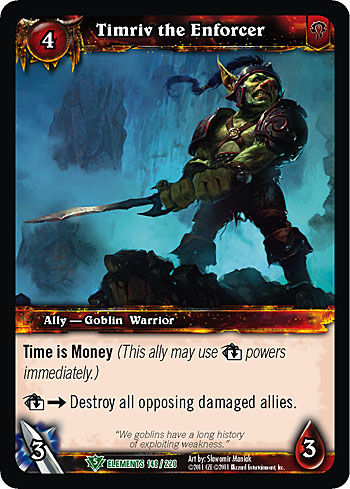 4
Timriv the Enforcer
Ally — Goblin Warrior
Time is Money (This ally may use powers
immediately.)
Destroy all opposing damaged allies.
"We goblins have a long history
of exploiting weakness."
3
ELEMENTS 148/220
Art by: Slawomir Maniak
©2011 CZE ©2011 Blizzard Entertainment, Inc.
3